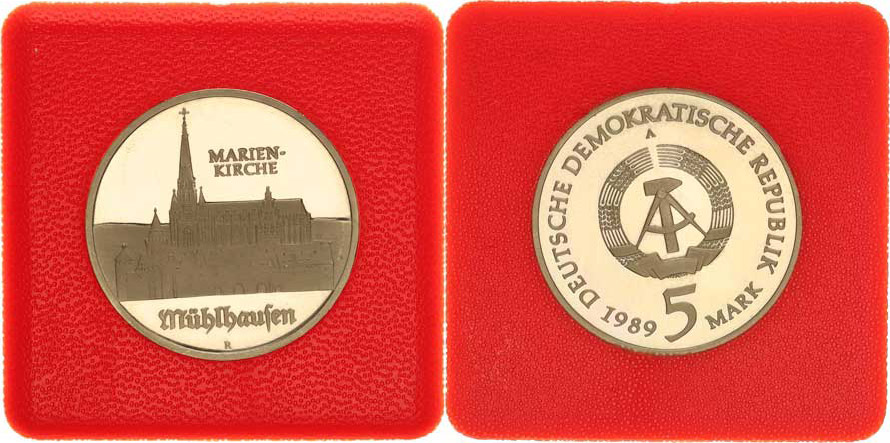 MARIEN-
KIRCHE
Mühlhausen
R
A
DEUTSCHE DEMOKRATISCHE REPUBLIK
1989 5 MARK